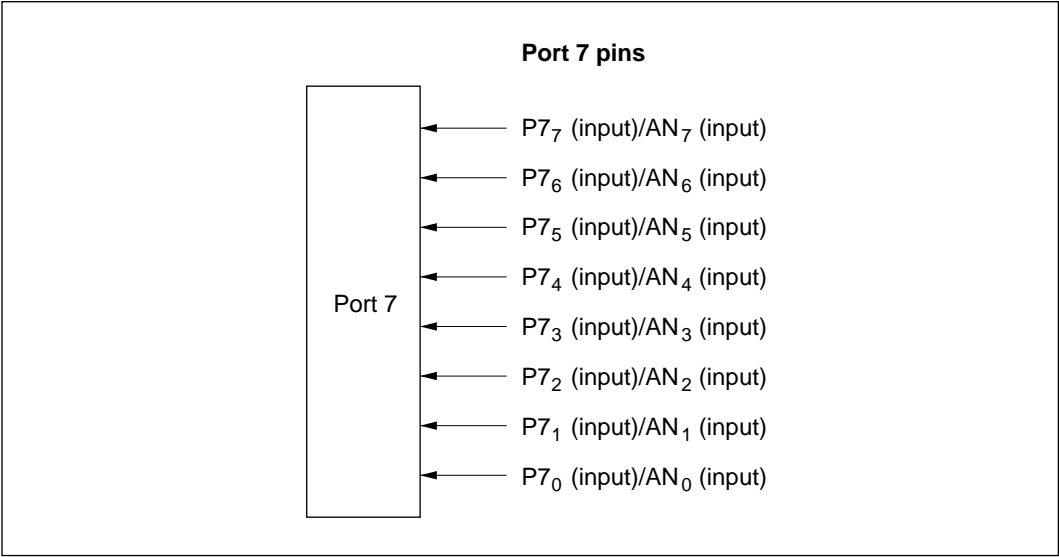 Port 7 pins
P7₇ (input)/AN₇ (input)
P7₆ (input)/AN₆ (input)
P7₅ (input)/AN₅ (input)
P7₄ (input)/AN₄ (input)
Port 7
P7₃ (input)/AN₃ (input)
P7₂ (input)/AN₂ (input)
P7₁ (input)/AN₁ (input)
P7₀ (input)/AN₀ (input)